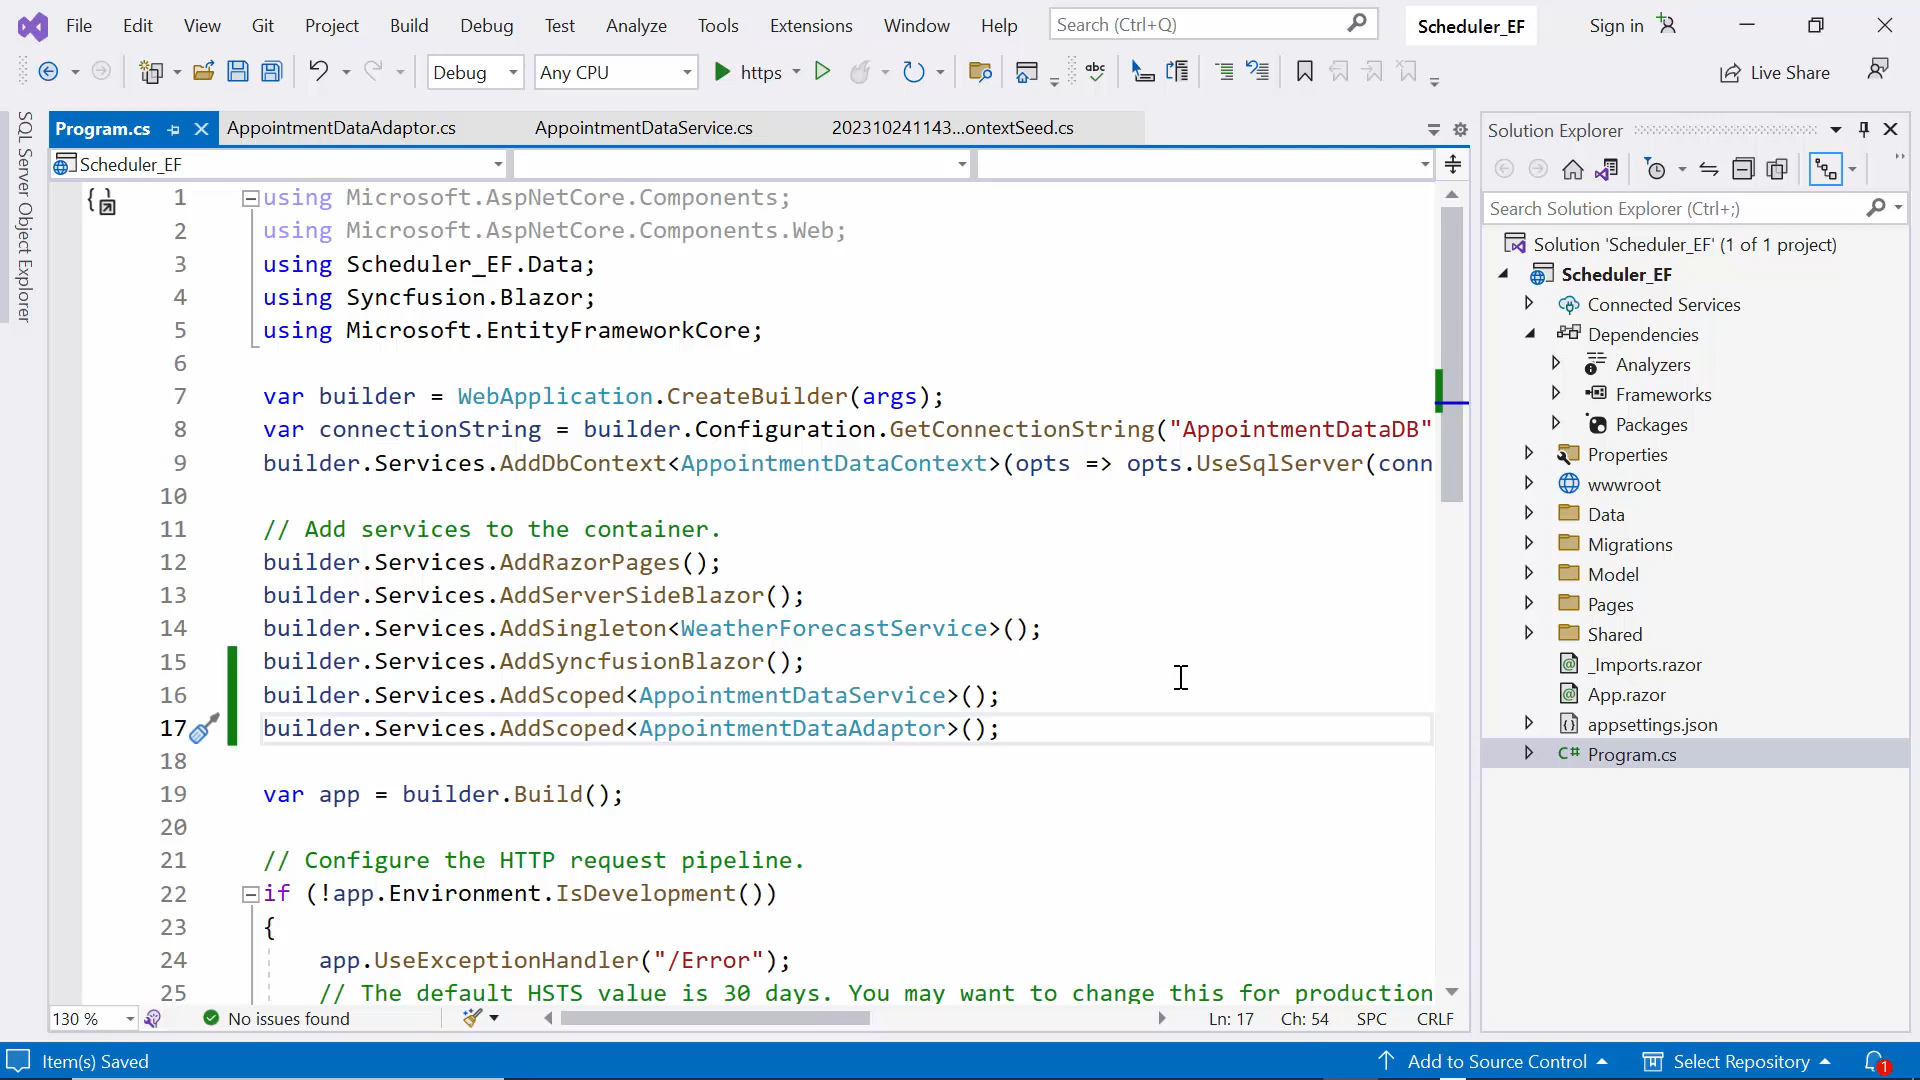 File Edit View Git Project Build Debug Test Analyze Tools Extensions Window Help Search (Ctrl+Q) Scheduler_EF Sign in
Debug Any CPU https Live Share
SQL Server Object Explorer
Program.cs AppointmentDataAdaptor.cs AppointmentDataService.cs 202310241143...ontextSeed.cs
Scheduler_EF
1 using Microsoft.AspNetCore.Components;
2 using Microsoft.AspNetCore.Components.Web;
3 using Scheduler_EF.Data;
4 using Syncfusion.Blazor;
5 using Microsoft.EntityFrameworkCore;
6
7 var builder = WebApplication.CreateBuilder(args);
8 var connectionString = builder.Configuration.GetConnectionString("AppointmentDataDB"
9 builder.Services.AddDbContext<AppointmentDataContext>(opts => opts.UseSqlServer(conn
10
11 // Add services to the container.
12 builder.Services.AddRazorPages();
13 builder.Services.AddServerSideBlazor();
14 builder.Services.AddSingleton<WeatherForecastService>();
15 builder.Services.AddSyncfusionBlazor();
16 builder.Services.AddScoped<AppointmentDataService>();
17 builder.Services.AddScoped<AppointmentDataAdaptor>();
18
19 var app = builder.Build();
20
21 // Configure the HTTP request pipeline.
22 if (!app.Environment.IsDevelopment())
23 {
24 app.UseExceptionHandler("/Error");
25 // The default HSTS value is 30 days. You may want to change this for production
130 % No issues found Ln: 17 Ch: 54 SPC CRLF
Solution Explorer
Search Solution Explorer (Ctrl+;)
Solution 'Scheduler_EF' (1 of 1 project)
Scheduler_EF
Connected Services
Dependencies
Analyzers
Frameworks
Packages
Properties
wwwroot
Data
Migrations
Model
Pages
Shared
_Imports.razor
App.razor
appsettings.json
C# Program.cs
Item(s) Saved Add to Source Control Select Repository 1